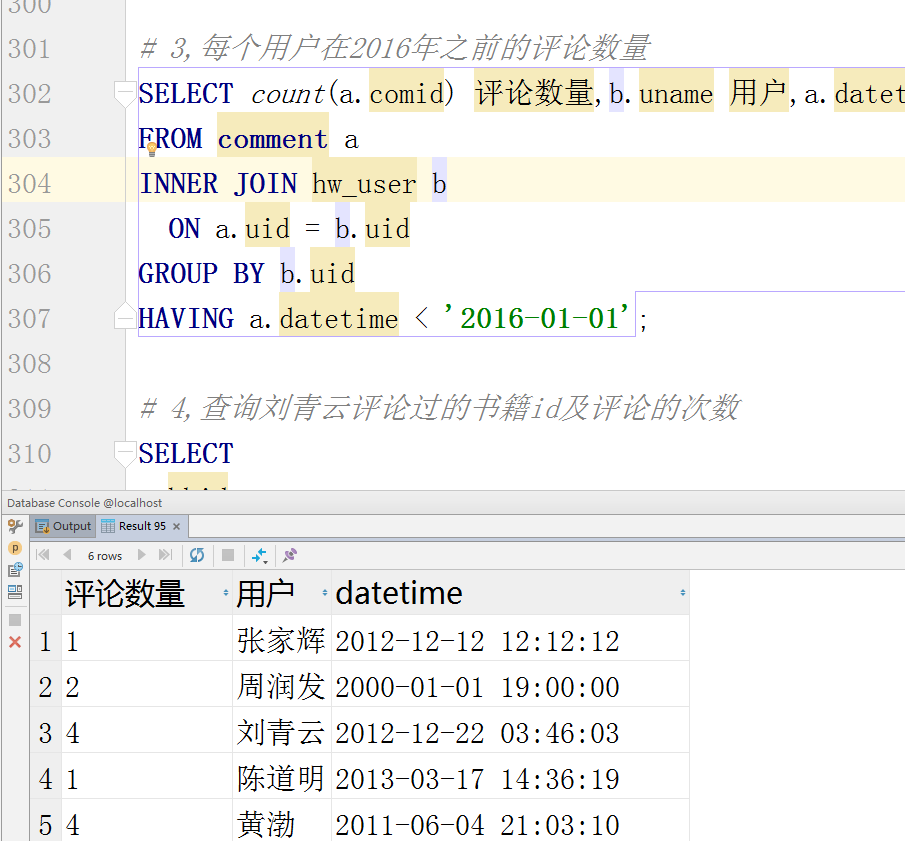 300
301 # 3,每个用户在2016年之前的评论数量
302 SELECT count(a.comid) 评论数量,b.uname 用户,a.datet
303 FROM comment a
304 INNER JOIN hw_user b
305 ON a.uid = b.uid
306 GROUP BY b.uid
307 HAVING a.datetime < '2016-01-01';
308
309 # 4,查询刘青云评论过的书籍id及评论的次数
310 SELECT
Database Console @localhost
Output Result 95
6 rows
评论数量 用户 datetime
1 1 张家辉 2012-12-12 12:12:12
2 2 周润发 2000-01-01 19:00:00
3 4 刘青云 2012-12-22 03:46:03
4 1 陈道明 2013-03-17 14:36:19
5 4 黄渤 2011-06-04 21:03:10